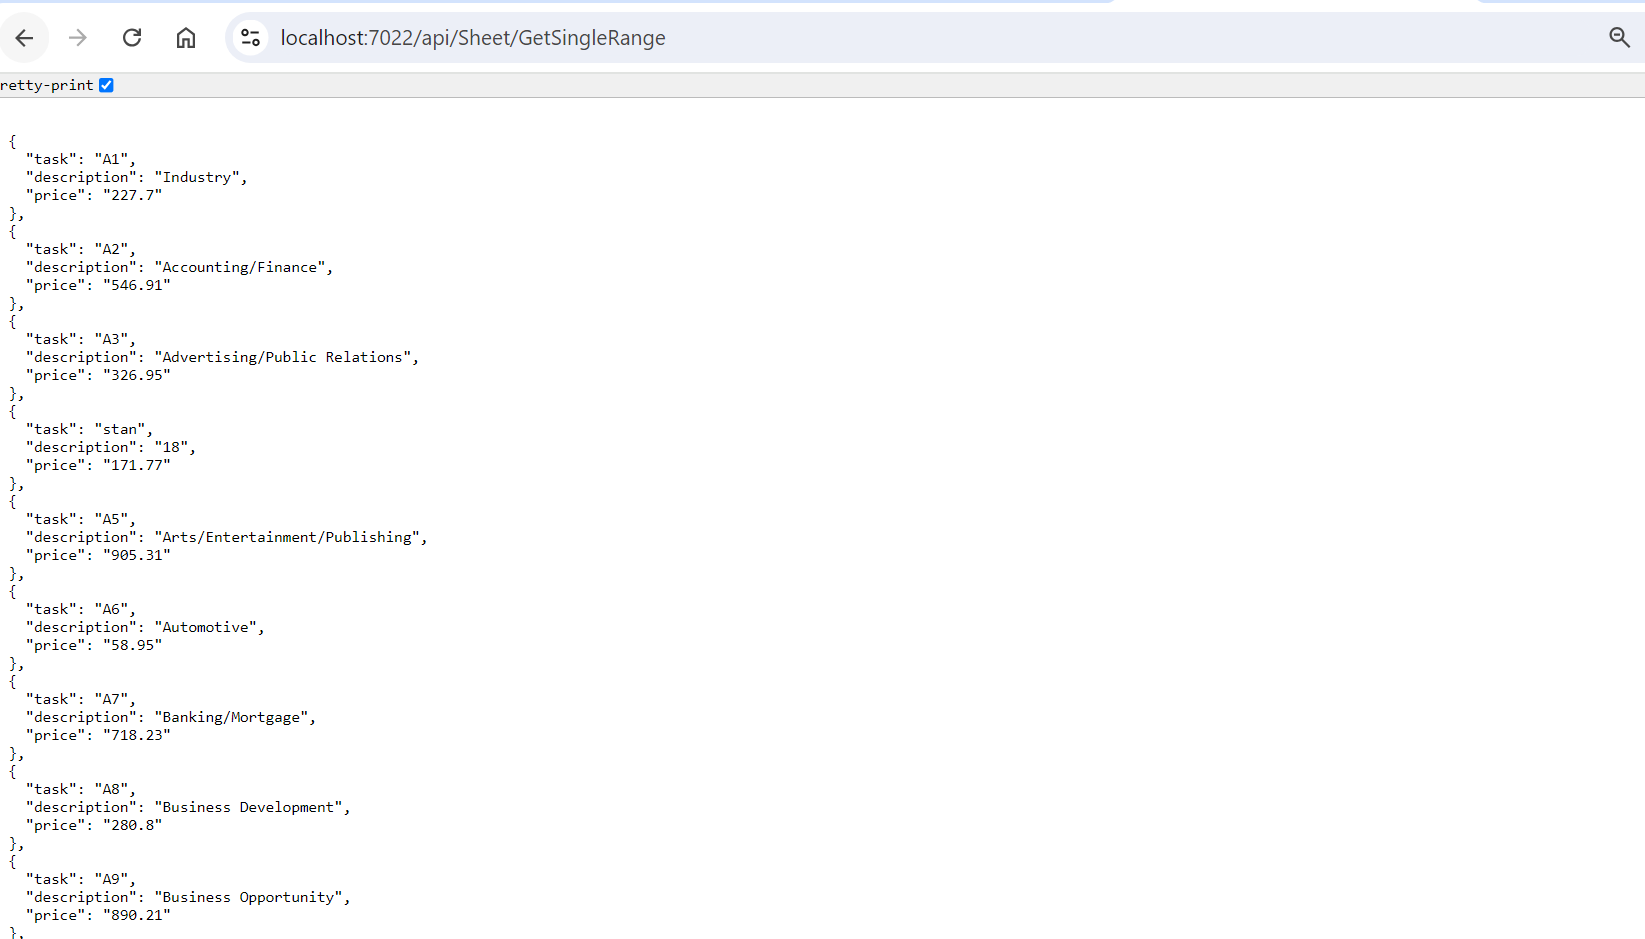 localhost:7022/api/Sheet/GetSingleRange
retty-print
{
"task": "A1",
"description": "Industry",
"price": "227.7"
},
{
"task": "A2",
"description": "Accounting/Finance",
"price": "546.91"
},
{
"task": "A3",
"description": "Advertising/Public Relations",
"price": "326.95"
},
{
"task": "stan",
"description": "18",
"price": "171.77"
},
{
"task": "A5",
"description": "Arts/Entertainment/Publishing",
"price": "905.31"
},
{
"task": "A6",
"description": "Automotive",
"price": "58.95"
},
{
"task": "A7",
"description": "Banking/Mortgage",
"price": "718.23"
},
{
"task": "A8",
"description": "Business Development",
"price": "280.8"
},
{
"task": "A9",
"description": "Business Opportunity",
"price": "890.21"
},